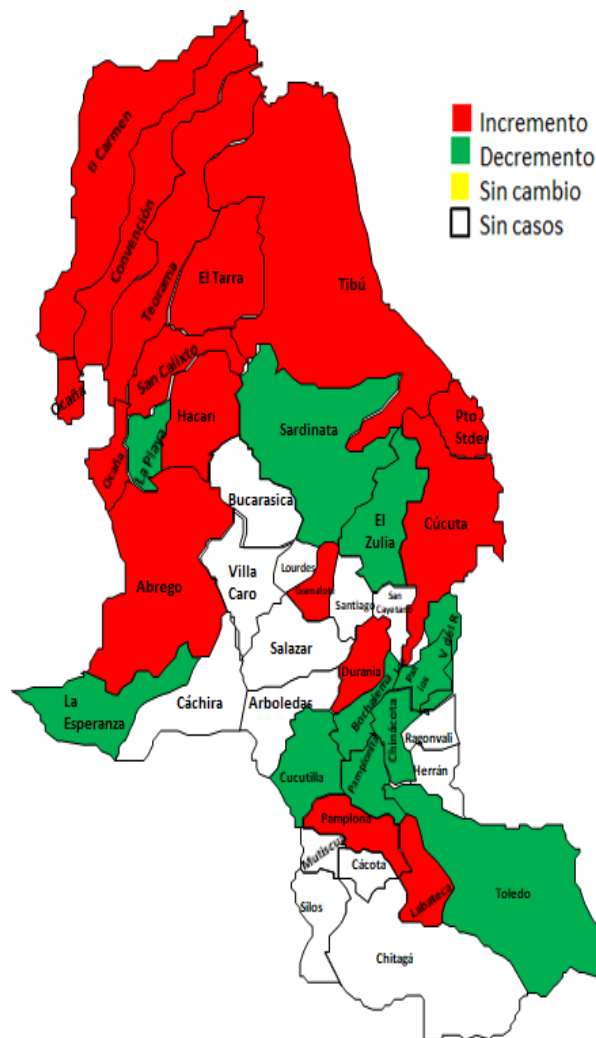 Incremento
Decremento
Sin cambio
Sin casos
El Carmen
Convención
Teorama
El Tarra
Tibú
San Calixto
Ocaña
Hacarí
La Playa
Ocaña
Sardinata
Pto
Stder
Bucarasica
El
Zulia
Cúcuta
Abrego
Villa
Caro
Lourdes
Gramalote
Santiago
San
Cayetano
Salazar
Durania
V del R
La
Esperanza
Cáchira
Arboledas
Bochalema
Chinácota
Ragonvali
Herrán
Cucutilla
Pamplonita
Pamplona
Mutiscua
Cácota
Labateca
Toledo
Silos
Chitagá